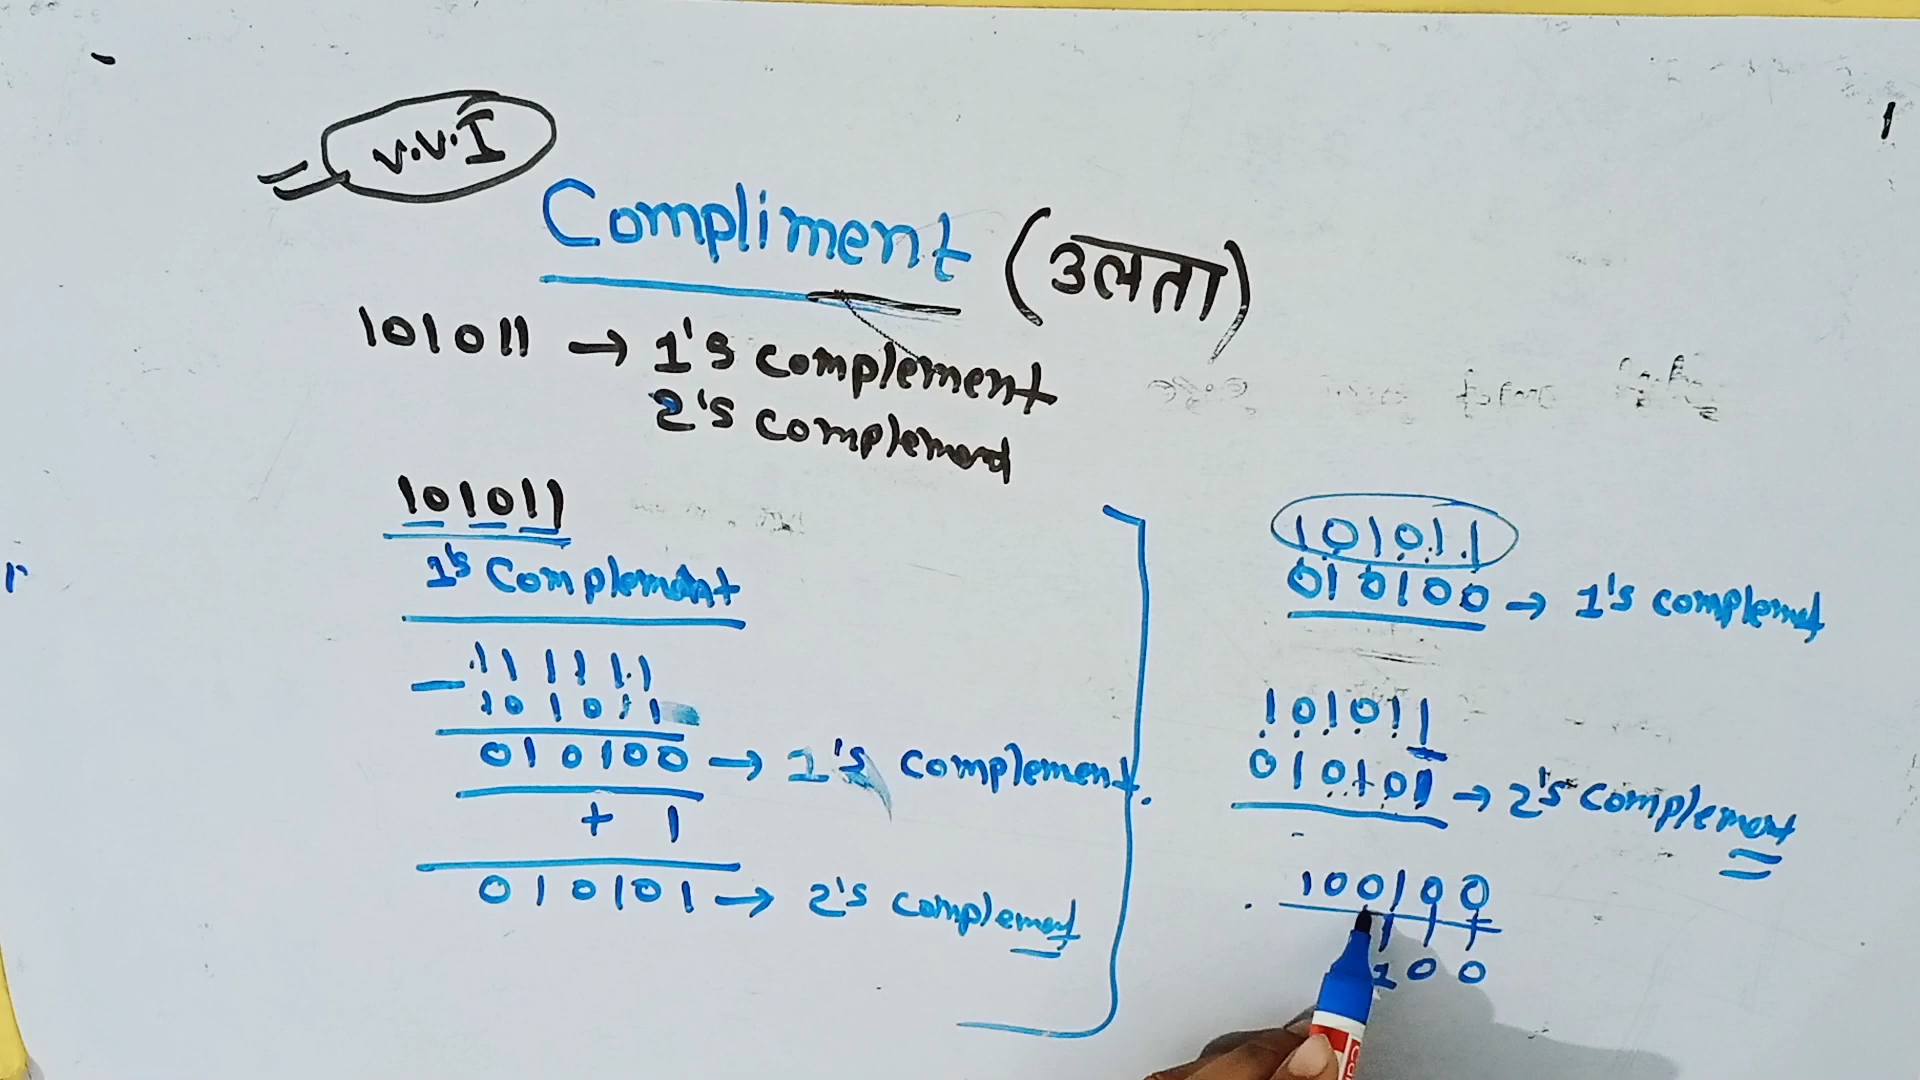 V.V.I
Compliment (उलता)
101011 → 1's complement
2's complement
101011
1's Complement
111111
− 101011
010100 → 1's complement.
+ 1
010101 → 2's complement
101011
010100 → 1's complemet
101011
010101 → 2's complement
100100
100